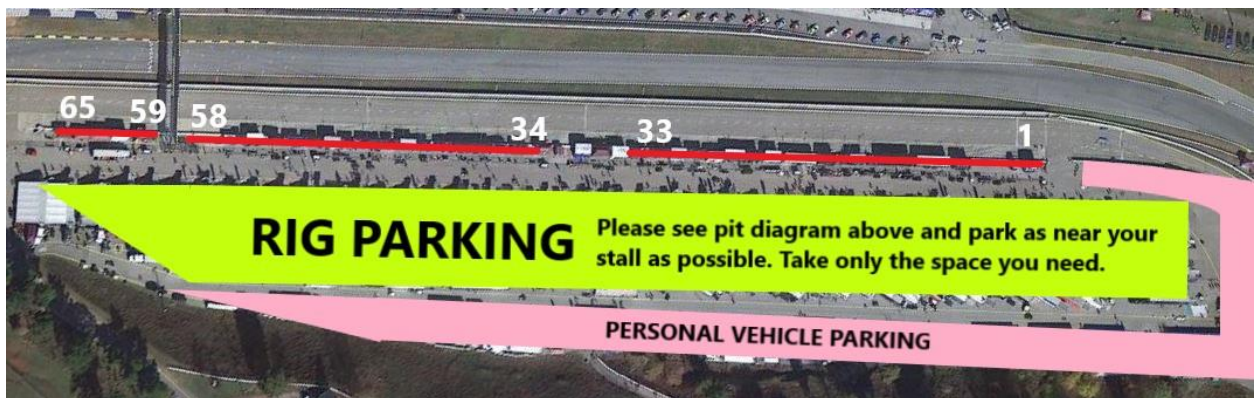 65 59 58 34 33 1
RIG PARKING
Please see pit diagram above and park as near your
stall as possible. Take only the space you need.
PERSONAL VEHICLE PARKING